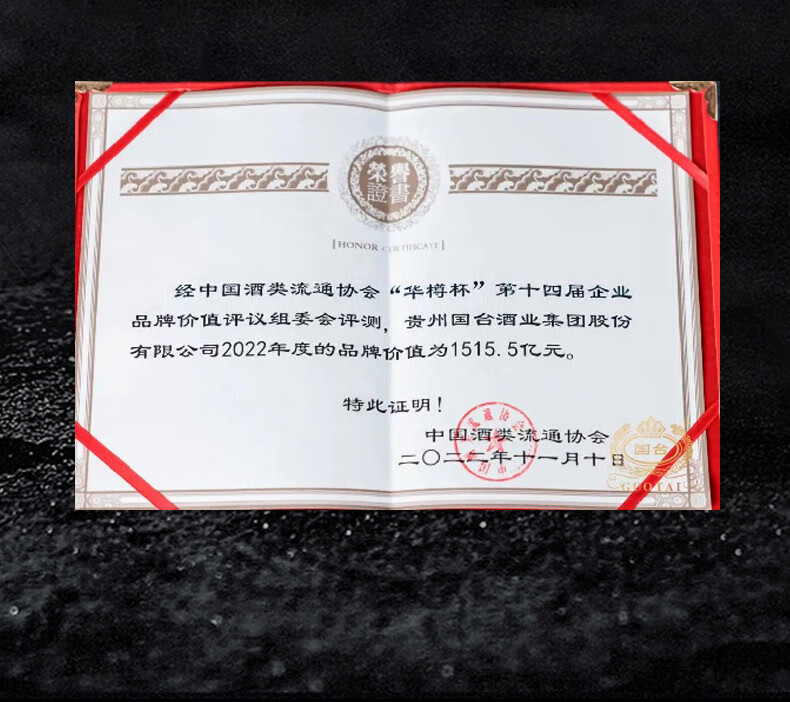 榮譽
證書
[HONOR CERTIFICATE]
经中国酒类流通协会“华樽杯”第十四届企业
品牌价值评议组委会评测，贵州国台酒业集团股份
有限公司2022年度的品牌价值为1515.5亿元。
特此证明！
中国酒类流通协会
二〇二二年十一月十日
国台
GUOTAI